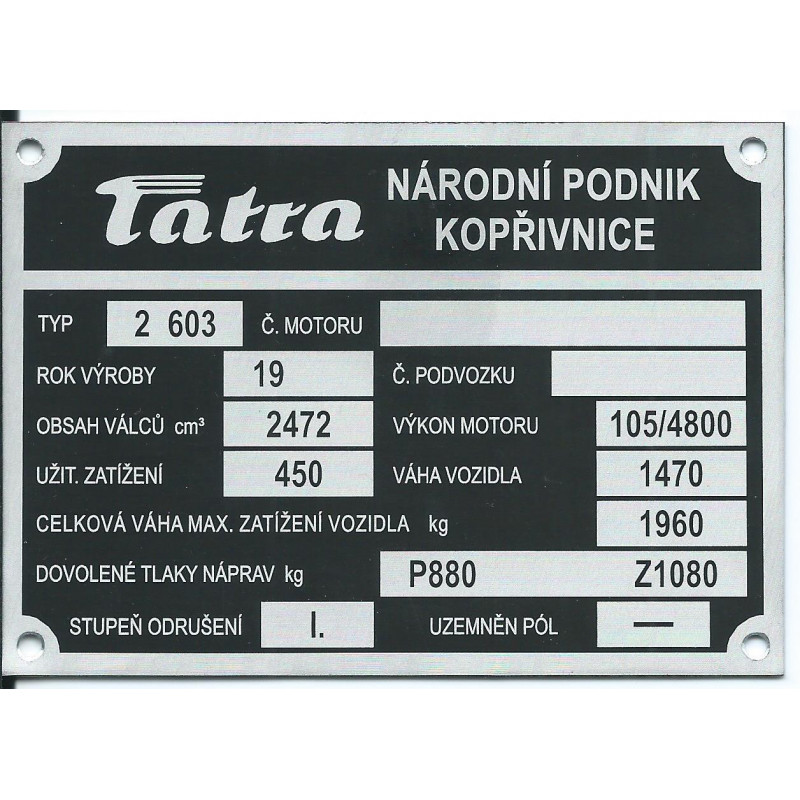 Tatra
NÁRODNÍ PODNIK
KOPŘIVNICE
TYP 2 603 Č. MOTORU
ROK VÝROBY 19 Č. PODVOZKU
OBSAH VÁLCŮ cm³ 2472 VÝKON MOTORU 105/4800
UŽIT. ZATÍŽENÍ 450 VÁHA VOZIDLA 1470
CELKOVÁ VÁHA MAX. ZATÍŽENÍ VOZIDLA kg 1960
DOVOLENÉ TLAKY NÁPRAV kg P880 Z1080
STUPEŇ ODRUŠENÍ I. UZEMNĚN PÓL —